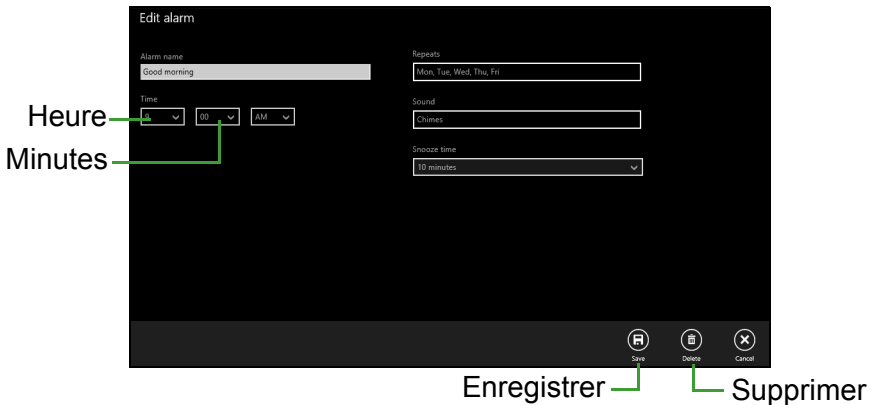 Edit alarm
Alarm name
Good morning
Time
9 00 AM
Repeats
Mon, Tue, Wed, Thu, Fri
Sound
Chimes
Snooze time
10 minutes
Heure
Minutes
Save Delete Cancel
Enregistrer Supprimer